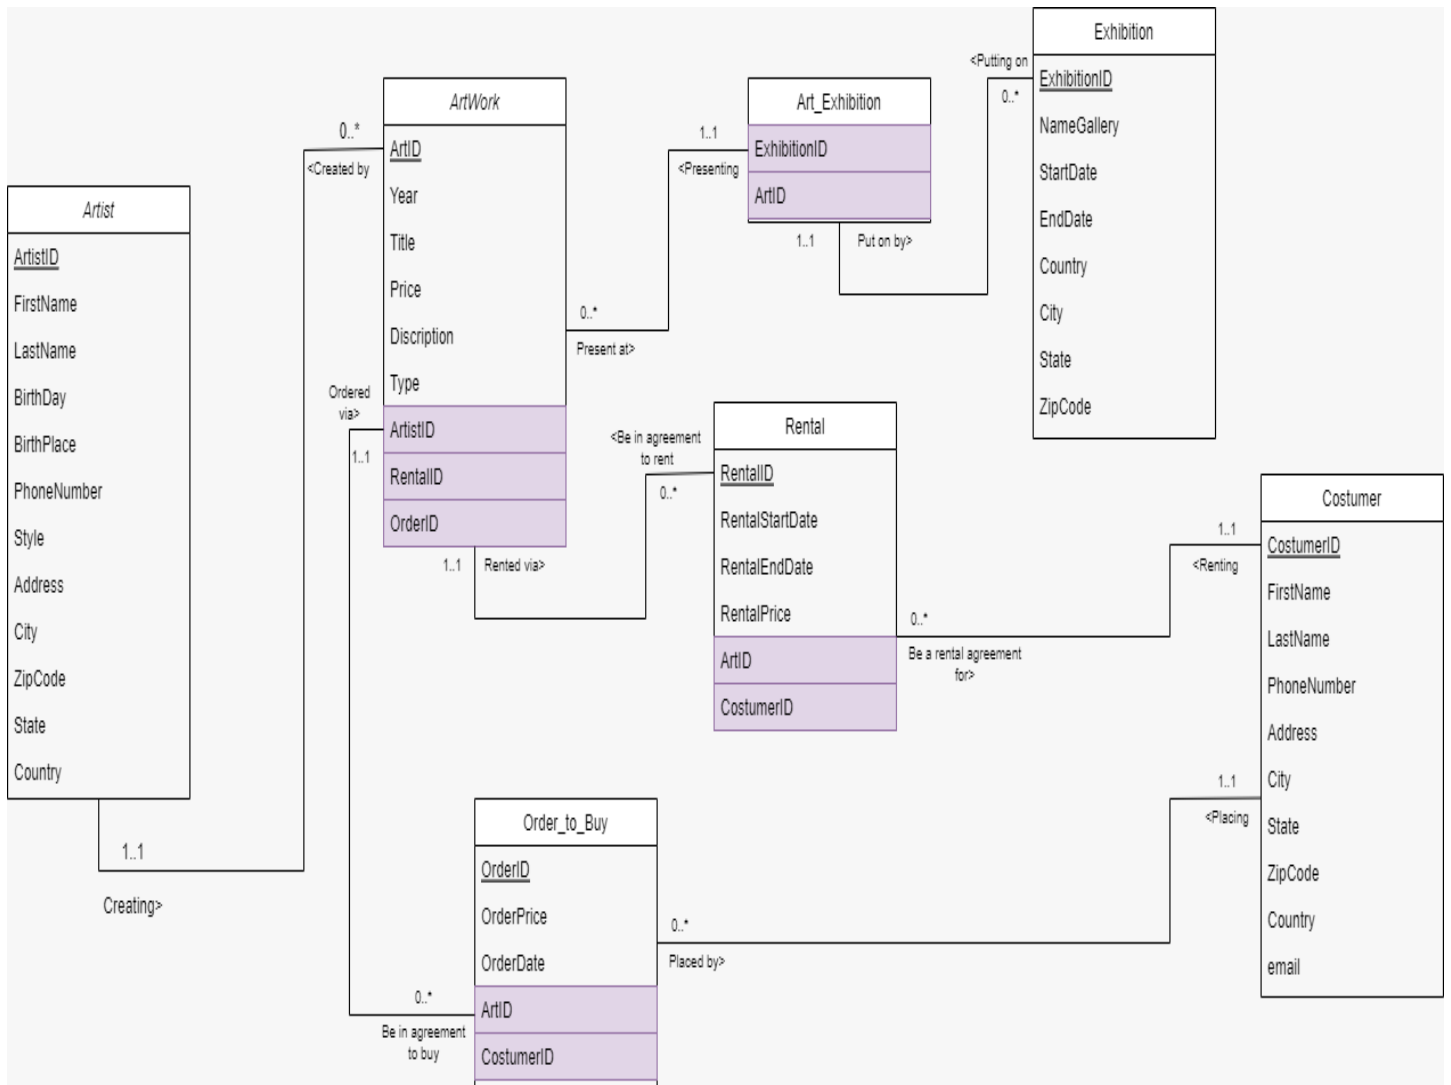 Exhibition
ExhibitionID
NameGallery
StartDate
EndDate
Country
City
State
ZipCode
<Putting on
0..*
ArtWork
ArtID
Year
Title
Price
Discription
Type
ArtistID
RentalID
OrderID
0..*
<Created by
Art_Exhibition
ExhibitionID
ArtID
1..1
<Presenting
1..1
Put on by>
0..*
Present at>
Artist
ArtistID
FirstName
LastName
BirthDay
BirthPlace
PhoneNumber
Style
Address
City
ZipCode
State
Country
1..1
Creating>
Ordered
via>
1..1
1..1
Rented via>
<Be in agreement
to rent
0..*
Rental
RentalID
RentalStartDate
RentalEndDate
RentalPrice
ArtID
CostumerID
0..*
Be a rental agreement
for>
1..1
<Renting
Costumer
CostumerID
FirstName
LastName
PhoneNumber
Address
City
State
ZipCode
Country
email
1..1
<Placing
Order_to_Buy
OrderID
OrderPrice
OrderDate
ArtID
CostumerID
0..*
Placed by>
0..*
Be in agreement
to buy